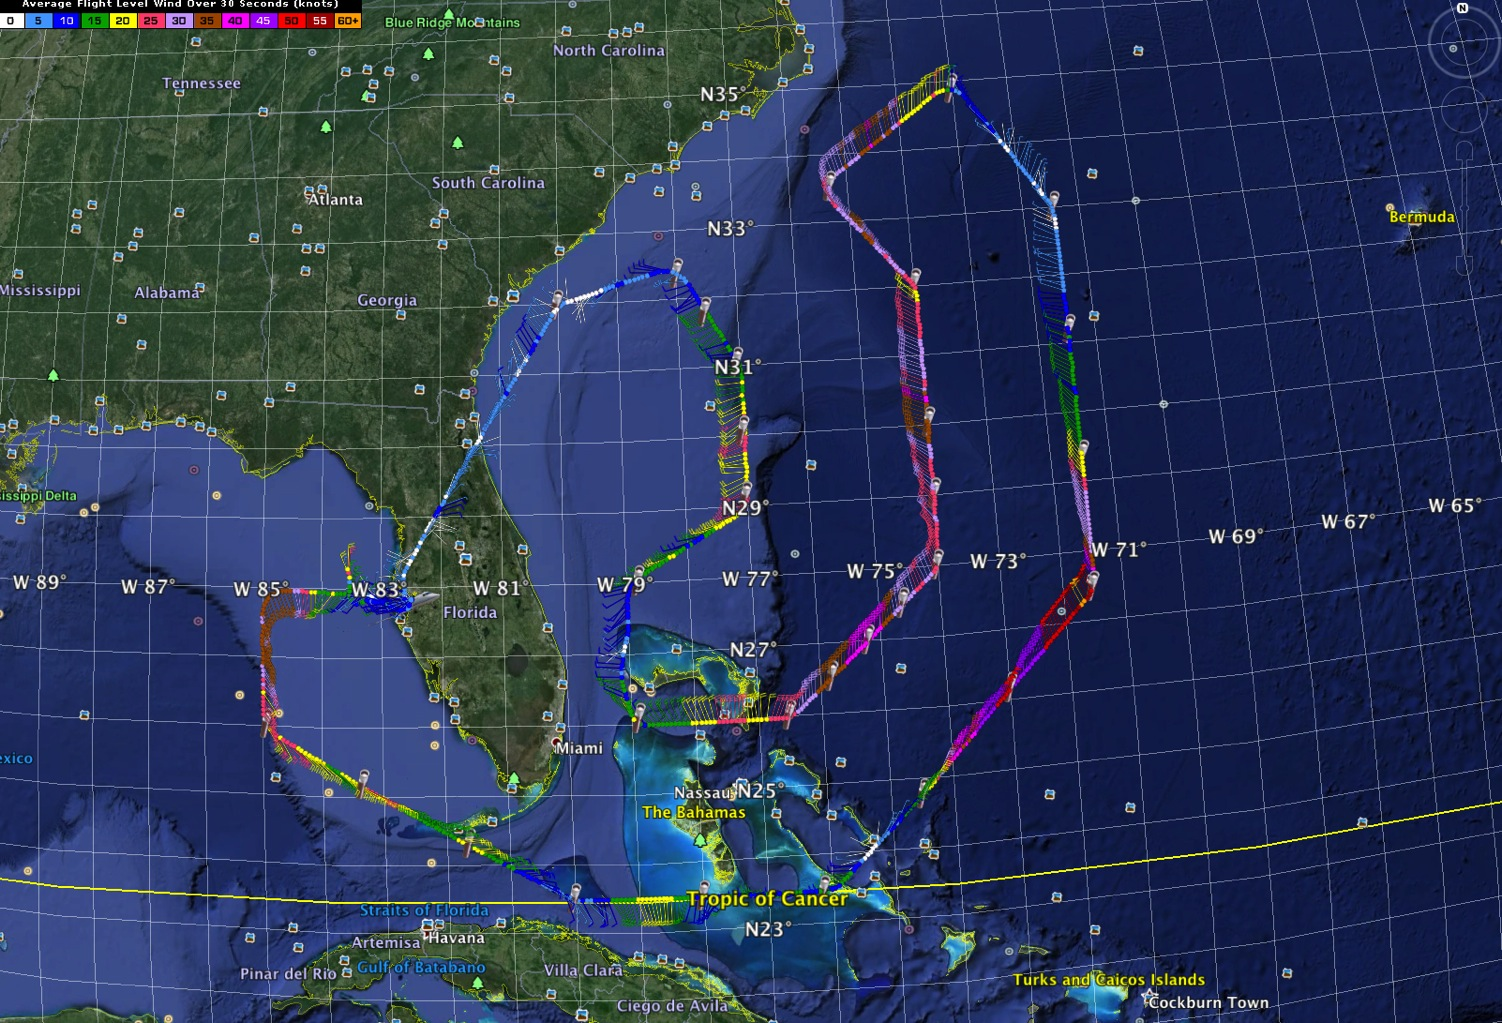 Average Flight Level Wind Over 30 Seconds (knots)
0 5 10 15 20 25 30 35 40 45 50 55 60+
N
Blue Ridge Mountains
North Carolina
Tennessee
N35°
South Carolina
Atlanta
Bermuda
N33°
Mississippi
Alabama
Georgia
N31°
ssissippi Delta
N29°
W 65°
W 67°
W 69°
W 71°
W 73°
W 75°
W 77°
W 79°
W 81°
W 83°
W 85°
W 87°
W 89°
Florida
N27°
Miami
exico
Nassau
N25°
The Bahamas
Tropic of Cancer
Straits of Florida
N23°
Artemisa
Havana
Pinar del Rio
Gulf of Batabano
Villa Clara
Turks and Caicos Islands
Cockburn Town
Ciego de Avila